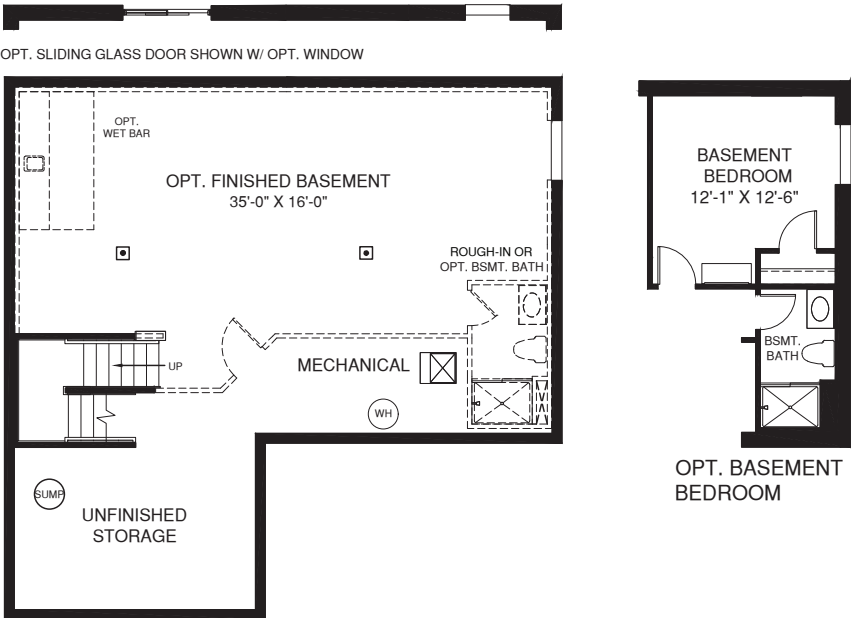 OPT. SLIDING GLASS DOOR SHOWN W/ OPT. WINDOW
OPT.
WET BAR
OPT. FINISHED BASEMENT
35'-0" X 16'-0"
ROUGH-IN OR
OPT. BSMT. BATH
UP
MECHANICAL
WH
SUMP
UNFINISHED
STORAGE
BASEMENT
BEDROOM
12'-1" X 12'-6"
BSMT.
BATH
OPT. BASEMENT
BEDROOM